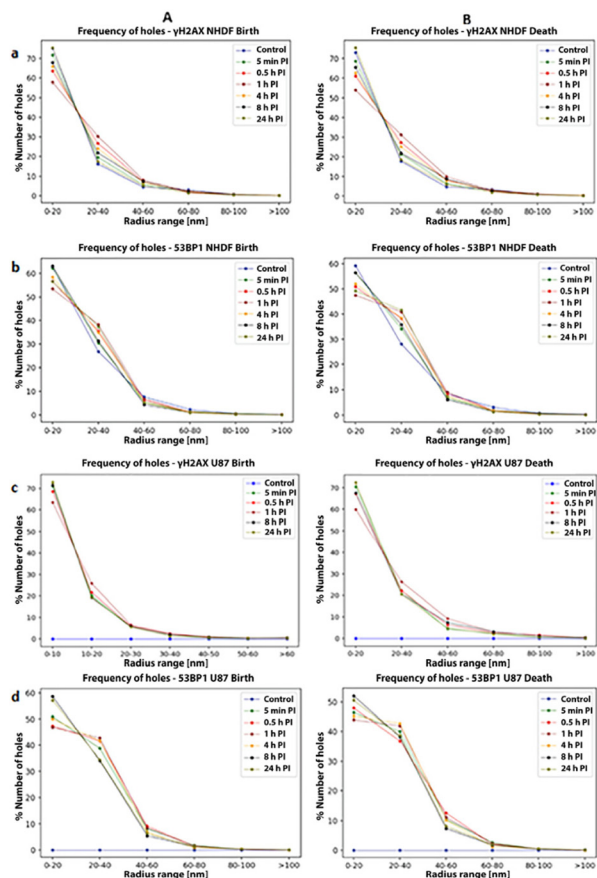 A
B
a
Frequency of holes - γH2AX NHDF Birth
% Number of holes
70
60
50
40
30
20
10
0
Control
5 min PI
0.5 h PI
1 h PI
4 h PI
8 h PI
24 h PI
0-20 20-40 40-60 60-80 80-100 >100
Radius range [nm]
Frequency of holes - γH2AX NHDF Death
% Number of holes
70
60
50
40
30
20
10
0
Control
5 min PI
0.5 h PI
1 h PI
4 h PI
8 h PI
24 h PI
0-20 20-40 40-60 60-80 80-100 >100
Radius range [nm]
b
Frequency of holes - 53BP1 NHDF Birth
% Number of holes
60
50
40
30
20
10
0
Control
5 min PI
0.5 h PI
1 h PI
4 h PI
8 h PI
24 h PI
0-20 20-40 40-60 60-80 80-100 >100
Radius range [nm]
Frequency of holes - 53BP1 NHDF Death
% Number of holes
60
50
40
30
20
10
0
Control
5 min PI
0.5 h PI
1 h PI
4 h PI
8 h PI
24 h PI
0-20 20-40 40-60 60-80 80-100 >100
Radius range [nm]
c
Frequency of holes - γH2AX U87 Birth
% Number of holes
70
60
50
40
30
20
10
0
Control
5 min PI
0.5 h PI
1 h PI
8 h PI
24 h PI
0-10 10-20 20-30 30-40 40-50 50-60 >60
Radius range [nm]
Frequency of holes - γH2AX U87 Death
% Number of holes
70
60
50
40
30
20
10
0
Control
5 min PI
0.5 h PI
1 h PI
8 h PI
24 h PI
0-20 20-40 40-60 60-80 80-100 >100
Radius range [nm]
d
Frequency of holes - 53BP1 U87 Birth
% Number of holes
60
50
40
30
20
10
0
Control
5 min PI
0.5 h PI
1 h PI
4 h PI
8 h PI
24 h PI
0-20 20-40 40-60 60-80 80-100 >100
Radius range [nm]
Frequency of holes - 53BP1 U87 Death
% Number of holes
50
40
30
20
10
0
Control
5 min PI
0.5 h PI
1 h PI
4 h PI
8 h PI
24 h PI
0-20 20-40 40-60 60-80 80-100 >100
Radius range [nm]